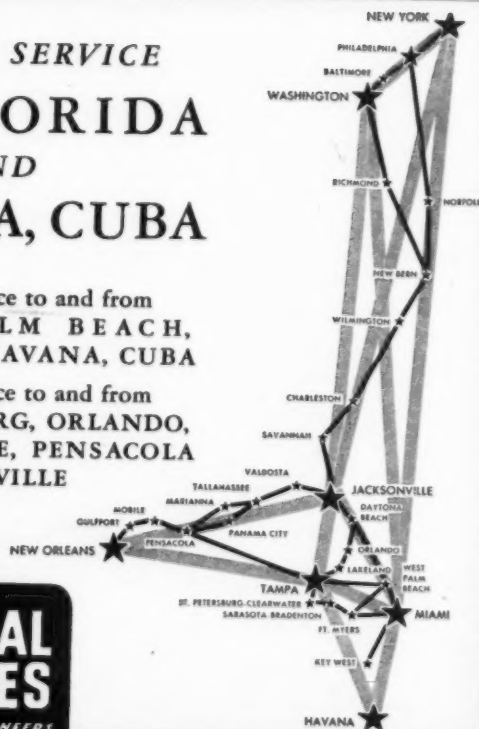 SERVICE
ORIDA
ND
A, CUBA
ce to and from
LM BEACH,
AVANA, CUBA
ce to and from
RG, ORLANDO,
E, PENSACOLA
VILLE
AL
ES
NEERS
NEW YORK
PHILADELPHIA
BALTIMORE
WASHINGTON
RICHMOND
NORFOLK
NEW BERN
WILMINGTON
CHARLESTON
SAVANNAH
VALDOSTA
TALLAHASSEE
JACKSONVILLE
MARIANNA
DAYTONA
BEACH
MOBILE
GULFPORT
PENSACOLA
PANAMA CITY
NEW ORLEANS
ORLANDO
LAKELAND
WEST
PALM
BEACH
TAMPA
ST. PETERSBURG-CLEARWATER
SARASOTA BRADENTON
MIAMI
FT. MYERS
KEY WEST
HAVANA